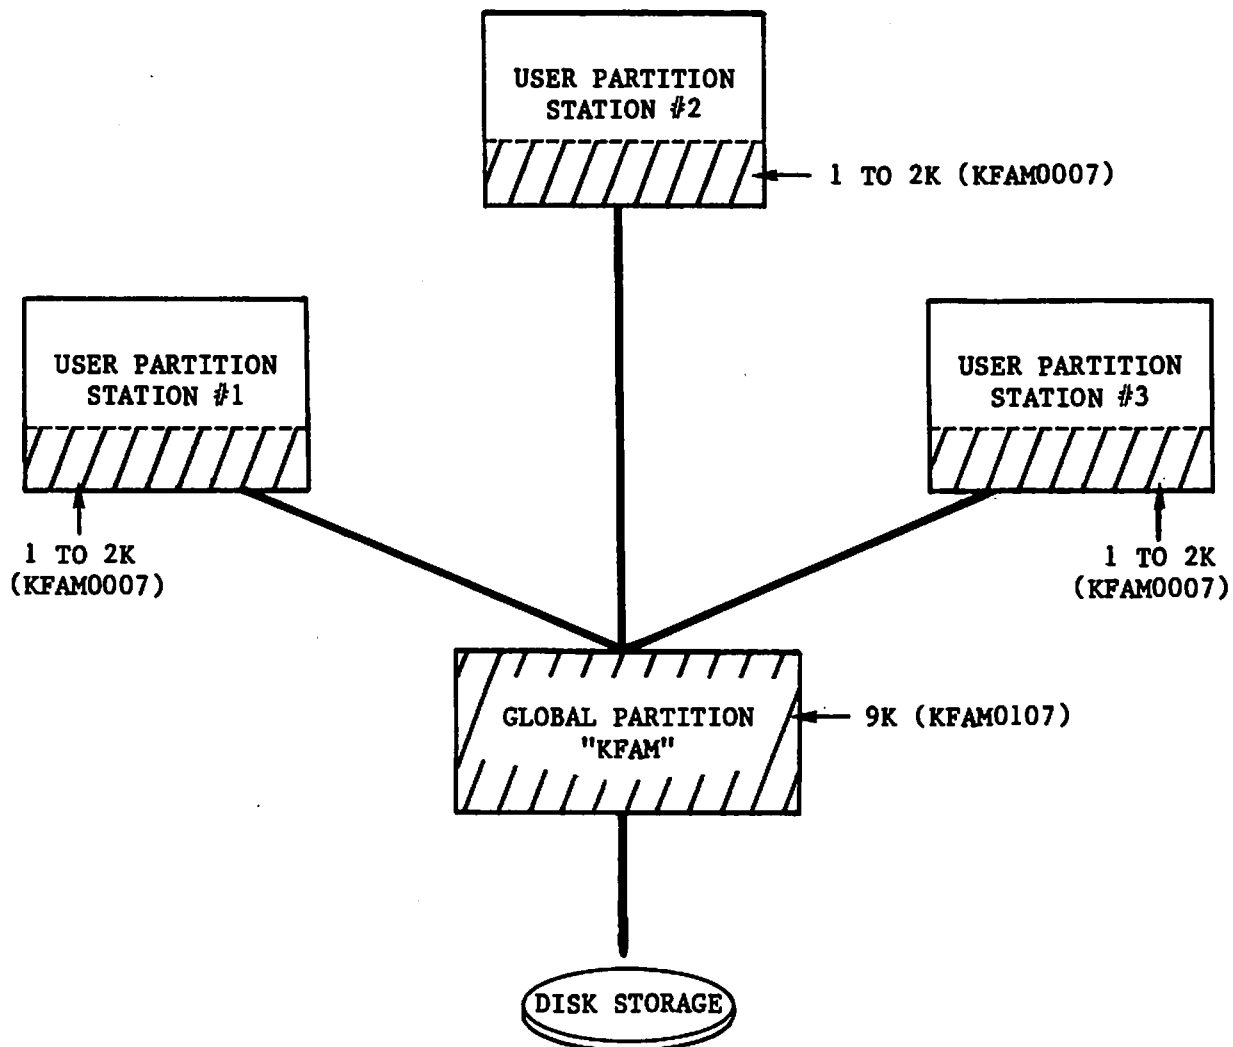 USER PARTITION
STATION #2
1 TO 2K (KFAM0007)
USER PARTITION
STATION #1
USER PARTITION
STATION #3
1 TO 2K
(KFAM0007)
1 TO 2K
(KFAM0007)
GLOBAL PARTITION
"KFAM"
9K (KFAM0107)
DISK STORAGE